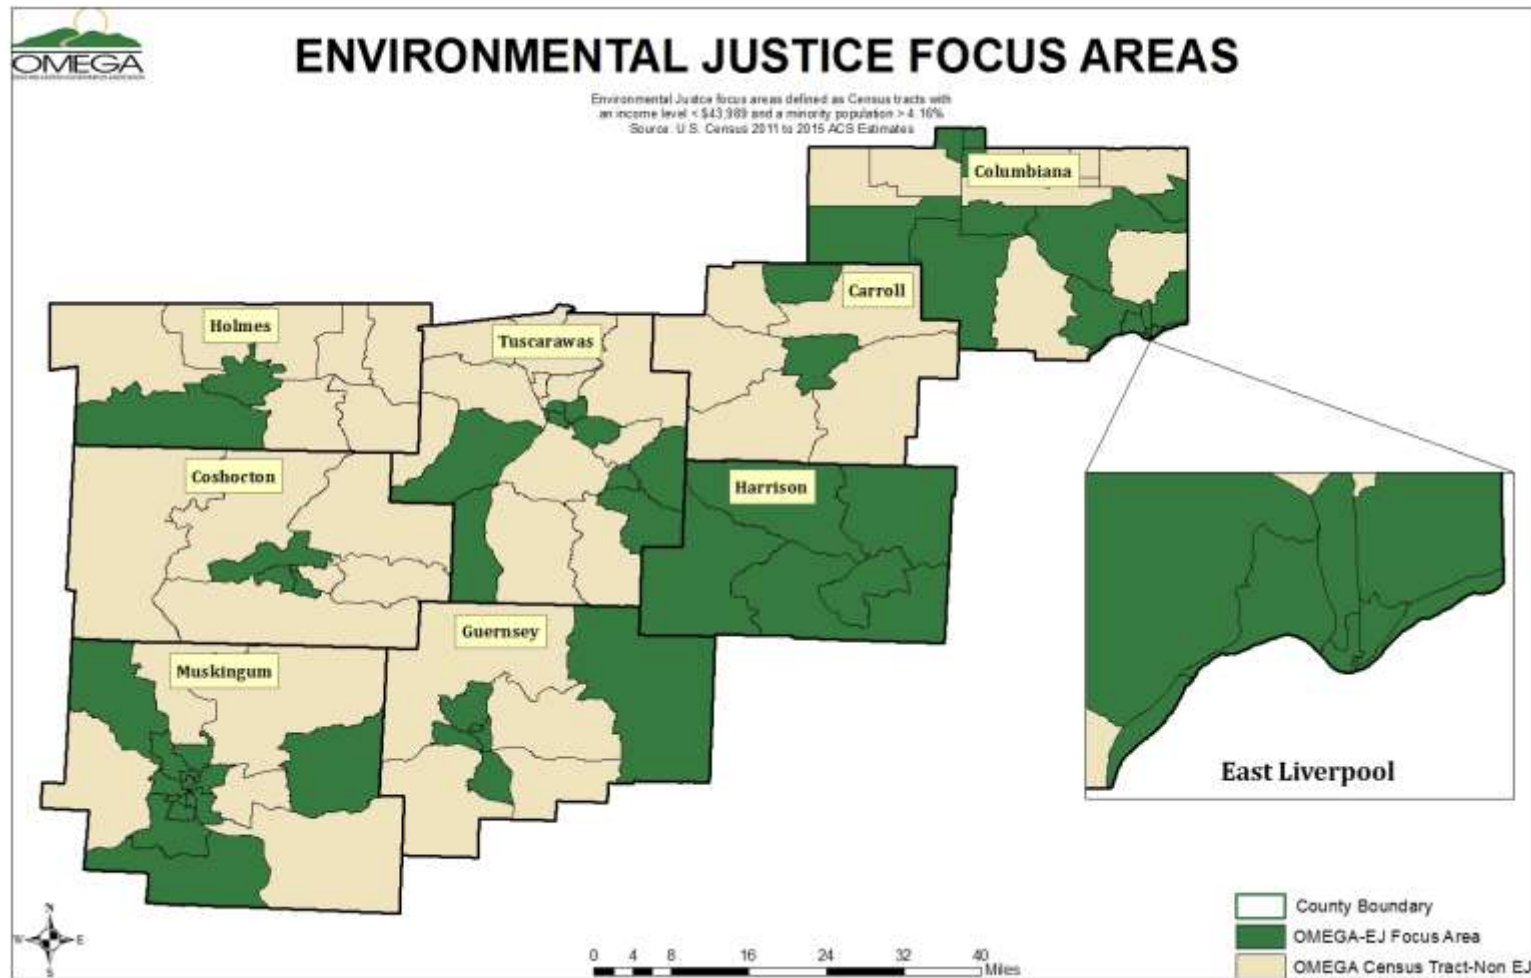 OMEGA
ENVIRONMENTAL JUSTICE FOCUS AREAS
Environmental Justice focus areas defined as Census tracts with
an income level < $43,989 and a minority population > 4.16%
Source: U.S. Census 2011 to 2015 ACS Estimates
Columbiana
Carroll
Holmes
Tuscarawas
Coshocton
Harrison
Guernsey
Muskingum
East Liverpool
County Boundary
OMEGA-EJ Focus Area
OMEGA Census Tract-Non EJ
N
W E
S
0 4 8 16 24 32 40
Miles